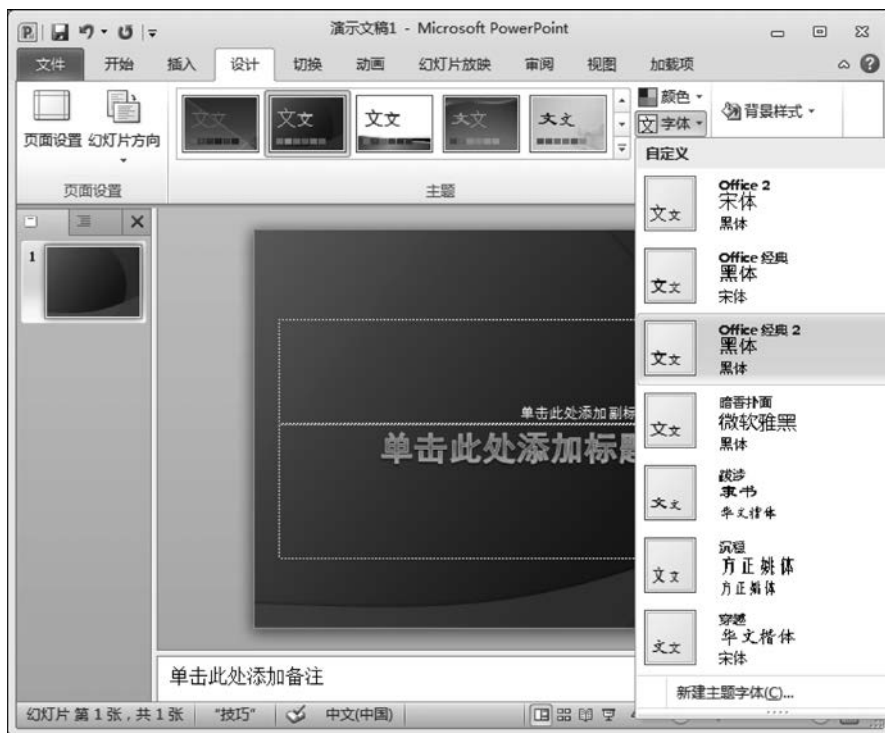 演示文稿1 - Microsoft PowerPoint
文件 开始 插入 设计 切换 动画 幻灯片放映 审阅 视图 加载项
页面设置 幻灯片方向
文文 文文 文文 文文 文文
颜色
字体
背景样式
页面设置
主题
自定义
文文
Office 2
宋体
黑体
文文
Office 经典
黑体
宋体
文文
Office 经典 2
黑体
黑体
文文
暗香扑面
微软雅黑
黑体
文文
跋涉
隶书
华文楷体
文文
沉稳
方正姚体
方正姚体
文文
穿越
华文楷体
宋体
新建主题字体(C)...
1
单击此处添加副标
单击此处添加标题
单击此处添加备注
幻灯片 第 1 张，共 1 张 "技巧" 中文(中国)